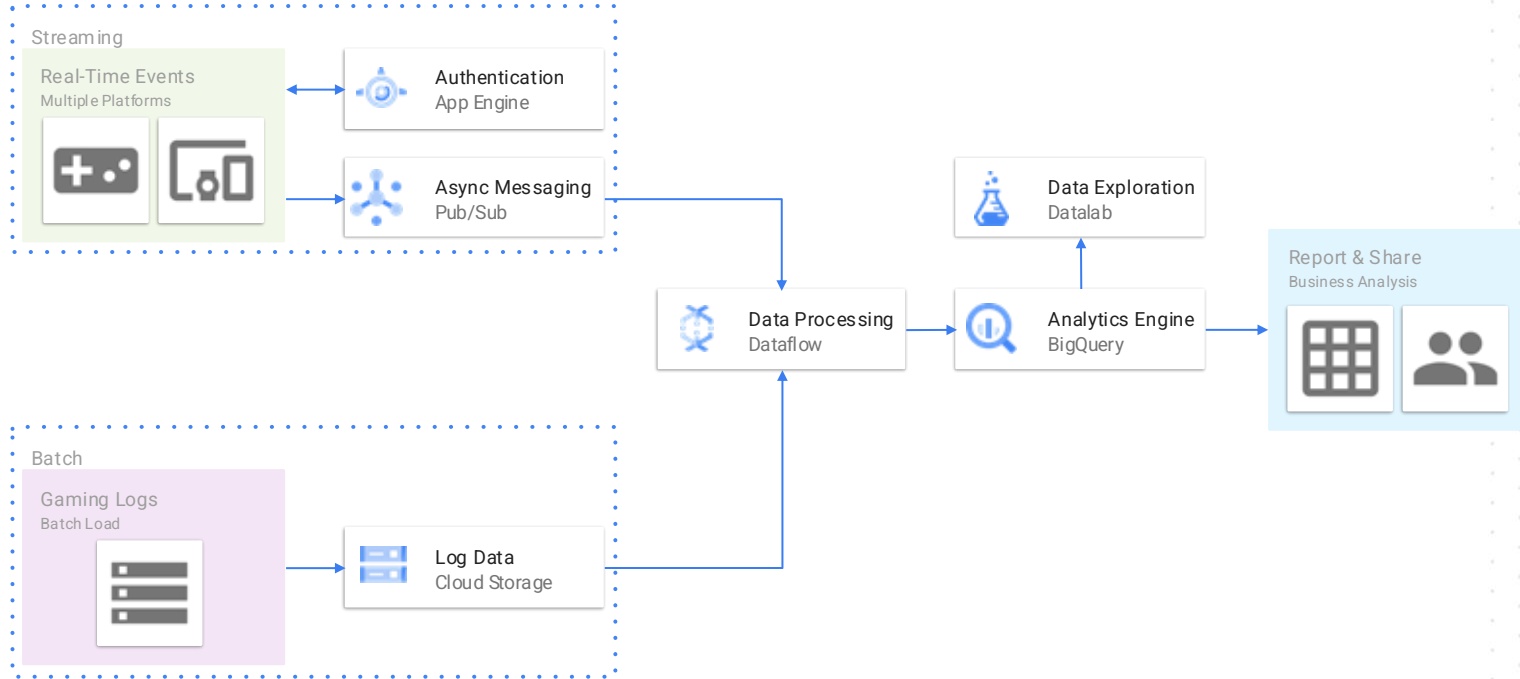 Streaming
Real-Time Events
Multiple Platforms
Authentication
App Engine
Async Messaging
Pub/Sub
Data Exploration
Datalab
Report & Share
Business Analysis
Data Processing
Dataflow
Analytics Engine
BigQuery
Batch
Gaming Logs
Batch Load
Log Data
Cloud Storage